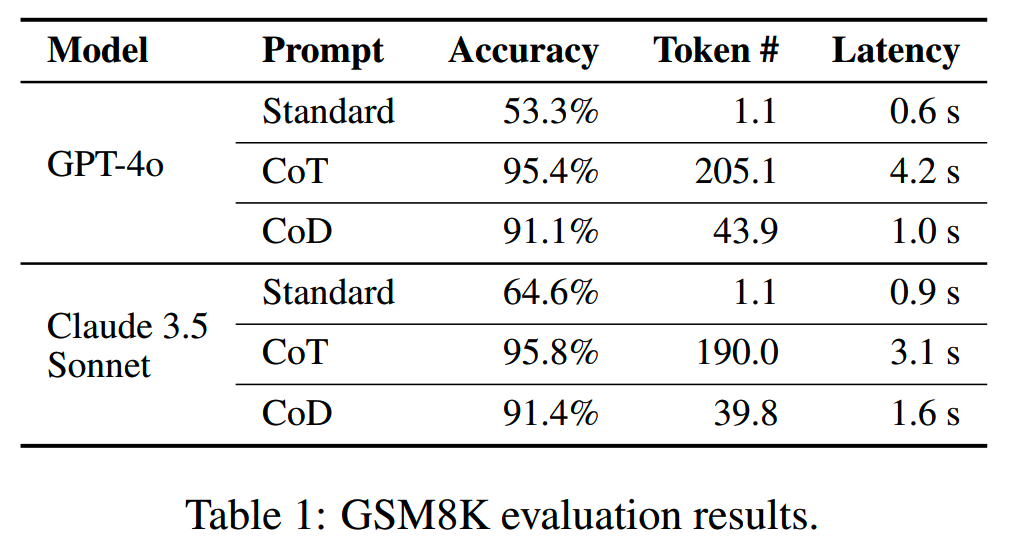 Model Prompt Accuracy Token # Latency
GPT-4o
Standard 53.3% 1.1 0.6 s
CoT 95.4% 205.1 4.2 s
CoD 91.1% 43.9 1.0 s
Claude 3.5
Sonnet
Standard 64.6% 1.1 0.9 s
CoT 95.8% 190.0 3.1 s
CoD 91.4% 39.8 1.6 s
Table 1: GSM8K evaluation results.